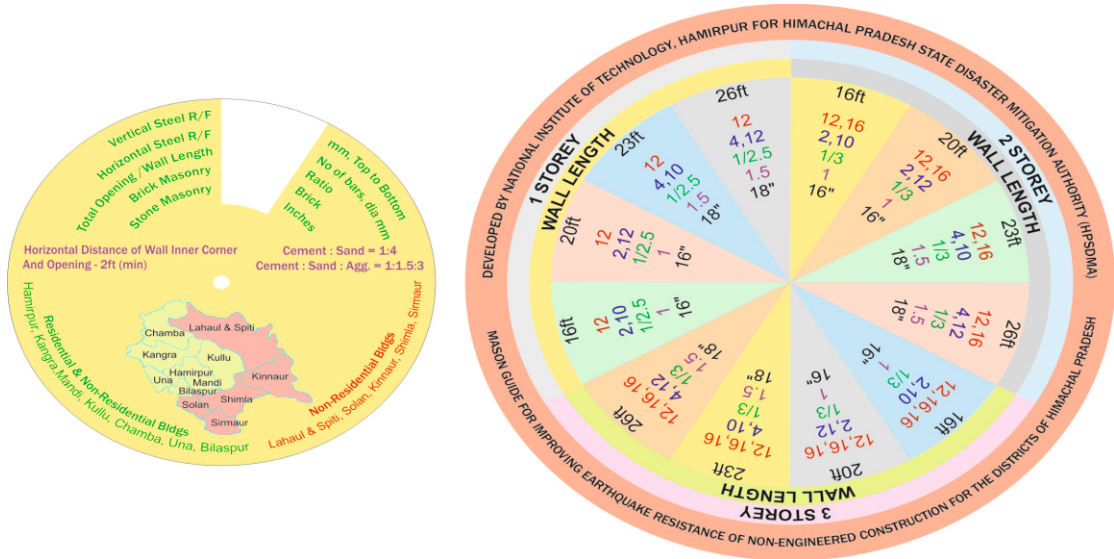 Vertical Steel R/F
Horizontal Steel R/F
Total Opening /Wall Length
Brick Masonry
Stone Masonry
mm, Top to Bottom
No of bars, dia mm
Ratio
Brick
Inches
Horizontal Distance of Wall Inner Corner
And Opening - 2ft (min)
Cement : Sand = 1:4
Cement : Sand : Agg. = 1:1.5:3
Chamba
Lahaul & Spiti
Kangra
Kullu
Hamirpur
Una
Mandi
Bilaspur
Kinnaur
Solan
Shimla
Sirmaur
Residential & Non-Residential Bldgs
Hamirpur, Kangra,Mandi, Kullu, Chamba, Una, Bilaspur
Non-Residential Bldgs
Lahaul & Spiti, Solan, Kinnaur, Shimla, Sirmaur
DEVELOPED BY NATIONAL INSTITUTE OF TECHNOLOGY, HAMIRPUR FOR HIMACHAL PRADESH STATE DISASTER MITIGATION AUTHORITY (HPSDMA)
MASON GUIDE FOR IMPROVING EARTHQUAKE RESISTANCE OF NON-ENGINEERED CONSTRUCTION FOR THE DISTRICTS OF HIMACHAL PRADESH
1 STOREY
WALL LENGTH
16ft
12
2,10
1/2.5
1
16"
20ft
12
2,12
1/2.5
1
16"
23ft
12
4,10
1/2.5
1.5
18"
26ft
12
4,12
1/2.5
1.5
18"
2 STOREY
WALL LENGTH
16ft
12,16
2,10
1/3
1
16"
20ft
12,16
2,12
1/3
1
16"
23ft
12,16
4,10
1/3
1.5
18"
26ft
12,16
4,12
1/3
1.5
18"
3 STOREY
WALL LENGTH
16ft
12,16,16
2,10
1/3
1
16"
20ft
12,16,16
2,12
1/3
1
16"
23ft
12,16,16
4,10
1/3
1.5
18"
26ft
12,16,16
4,12
1/3
1.5
18"